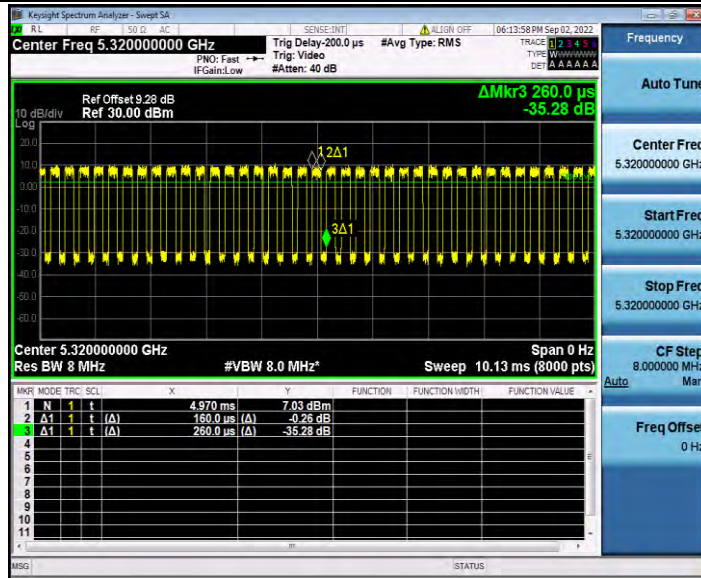 Keysight Spectrum Analyzer - Swept SA
RL RF 50 Ω AC SENSE:INT ALIGN OFF 06:13:58 PM Sep 02, 2022
Center Freq 5.320000000 GHz
PNO: Fast
IFGain:Low
Trig Delay-200.0 µs
Trig: Video
#Atten: 40 dB
#Avg Type: RMS
TRACE 1 2 3 4 5 6
TYPE W
DET A A A A A A
Frequency
Auto Tune
Center Freq
5.320000000 GHz
Start Freq
5.320000000 GHz
Stop Freq
5.320000000 GHz
CF Step
8.000000 MHz
Auto Man
Freq Offset
0 Hz
ΔMkr3 260.0 µs
-35.28 dB
Ref Offset 9.28 dB
10 dB/div Ref 30.00 dBm
Log
20.0
10.0
0.00
-10.0
-20.0
-30.0
-40.0
-50.0
-60.0
1 2Δ1
3Δ1
Center 5.320000000 GHz Span 0 Hz
Res BW 8 MHz #VBW 8.0 MHz* Sweep 10.13 ms (8000 pts)
MKR MODE TRC SCL X Y FUNCTION FUNCTION WIDTH FUNCTION VALUE
1 N 1 t 4.970 ms 7.03 dBm
2 Δ1 1 t (Δ) 160.0 µs (Δ) -0.26 dB
3 Δ1 1 t (Δ) 260.0 µs (Δ) -35.28 dB
4
5
6
7
8
9
10
11
MSG STATUS